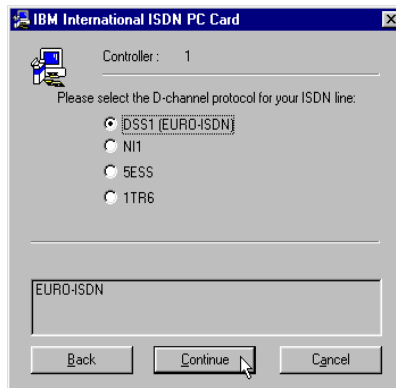 IBM International ISDN PC Card
Controller : 1
Please select the D-channel protocol for your ISDN line:
DSS1 (EURO-ISDN)
NI1
5ESS
1TR6
EURO-ISDN
Back Continue Cancel